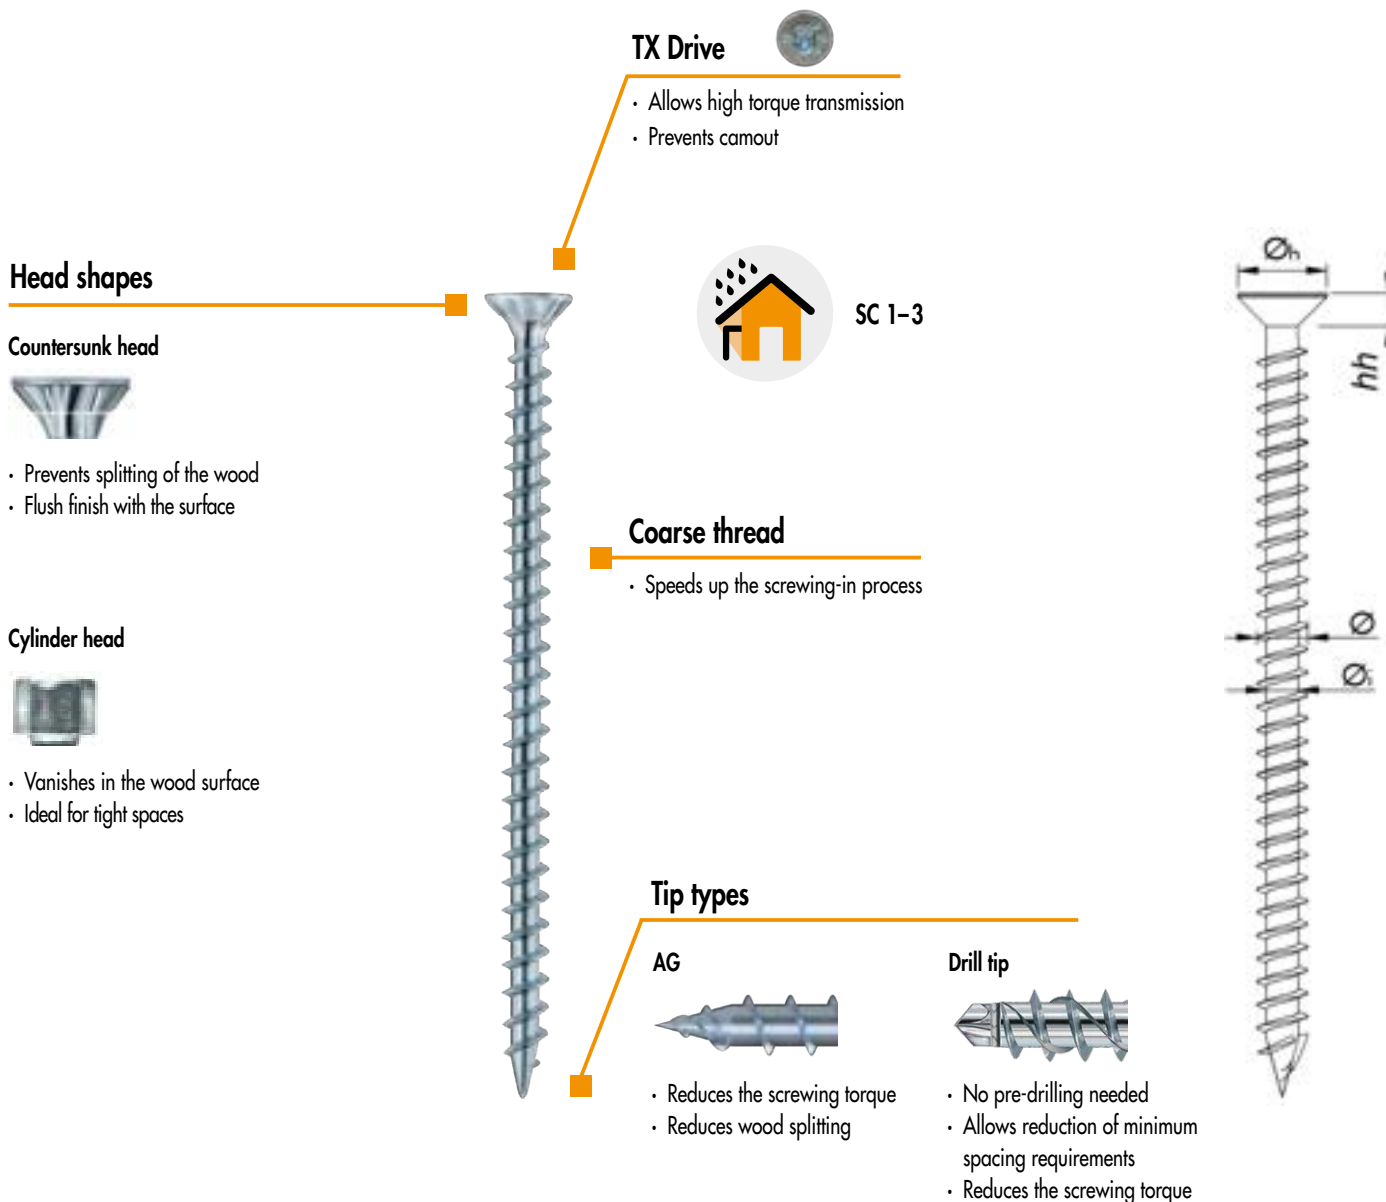 TX Drive
· Allows high torque transmission
· Prevents camout
Head shapes
Countersunk head
· Prevents splitting of the wood
· Flush finish with the surface
Cylinder head
· Vanishes in the wood surface
· Ideal for tight spaces
SC 1–3
Coarse thread
· Speeds up the screwing-in process
Tip types
AG
· Reduces the screwing torque
· Reduces wood splitting
Drill tip
· No pre-drilling needed
· Allows reduction of minimum
spacing requirements
· Reduces the screwing torque
Øh
hh
Ø
Øi